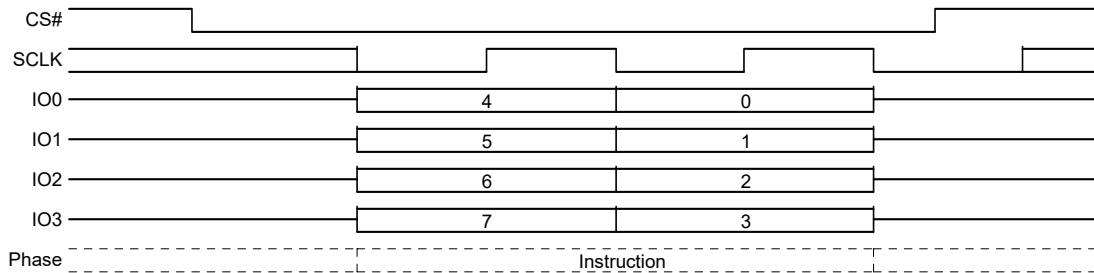 CS#
SCLK
IO0 4 0
IO1 5 1
IO2 6 2
IO3 7 3
Phase Instruction